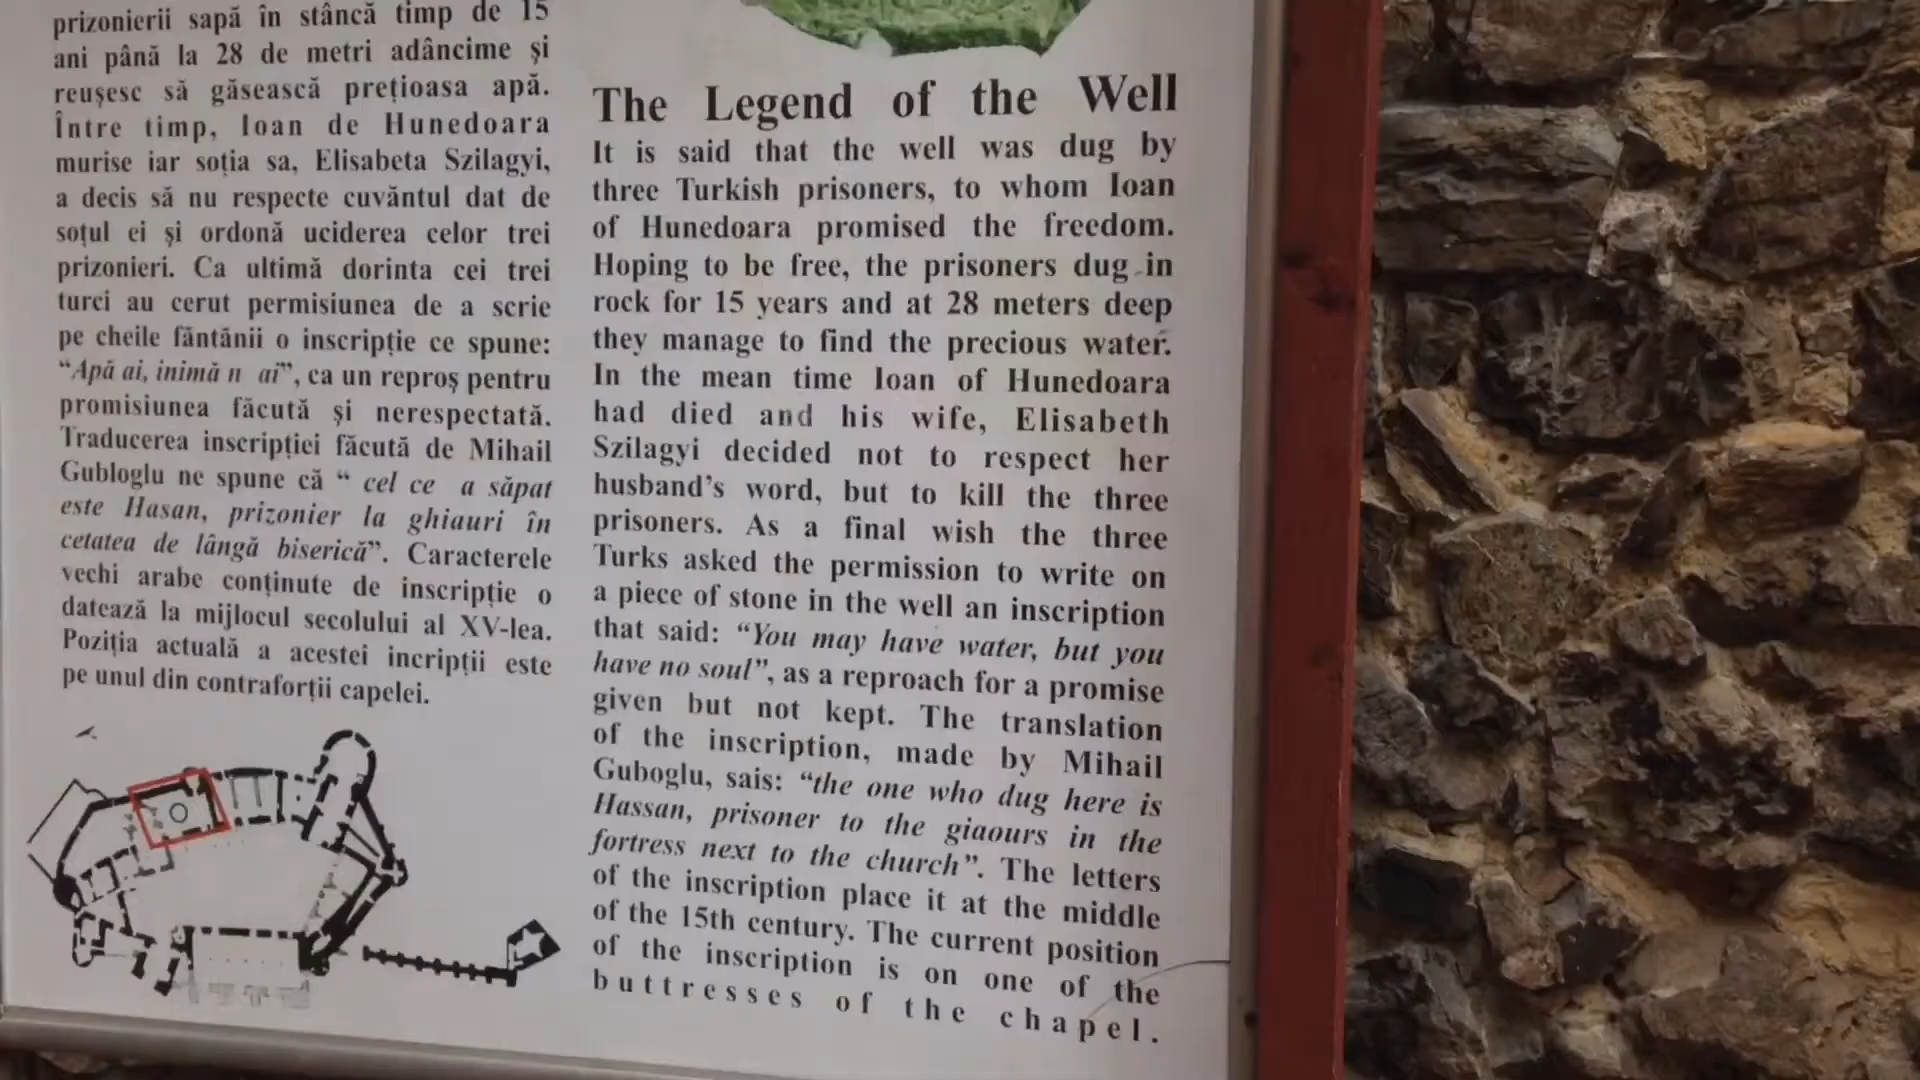 prizonierii sapă în stâncă timp de 15
ani până la 28 de metri adâncime și
reușesc să găsească prețioasa apă.
Între timp, Ioan de Hunedoara
murise iar soția sa, Elisabeta Szilagyi,
a decis să nu respecte cuvăntul dat de
soțul ei și ordonă uciderea celor trei
prizonieri. Ca ultimă dorinta cei trei
turci au cerut permisiunea de a scrie
pe cheile făntănii o inscripție ce spune:
“Apă ai, inimă n ai”, ca un reproș pentru
promisiunea făcută și nerespectată.
Traducerea inscripției făcută de Mihail
Gubloglu ne spune că “ cel ce a săpat
este Hasan, prizonier la ghiauri în
cetatea de lângă biserică”. Caracterele
vechi arabe conținute de inscripție o
datează la mijlocul secolului al XV-lea.
Poziția actuală a acestei incripții este
pe unul din contraforții capelei.
The Legend of the Well
It is said that the well was dug by
three Turkish prisoners, to whom Ioan
of Hunedoara promised the freedom.
Hoping to be free, the prisoners dug in
rock for 15 years and at 28 meters deep
they manage to find the precious water.
In the mean time Ioan of Hunedoara
had died and his wife, Elisabeth
Szilagyi decided not to respect her
husband’s word, but to kill the three
prisoners. As a final wish the three
Turks asked the permission to write on
a piece of stone in the well an inscription
that said: “You may have water, but you
have no soul”, as a reproach for a promise
given but not kept. The translation
of the inscription, made by Mihail
Guboglu, sais: “the one who dug here is
Hassan, prisoner to the giaours in the
fortress next to the church”. The letters
of the inscription place it at the middle
of the 15th century. The current position
of the inscription is on one of the
buttresses of the chapel.